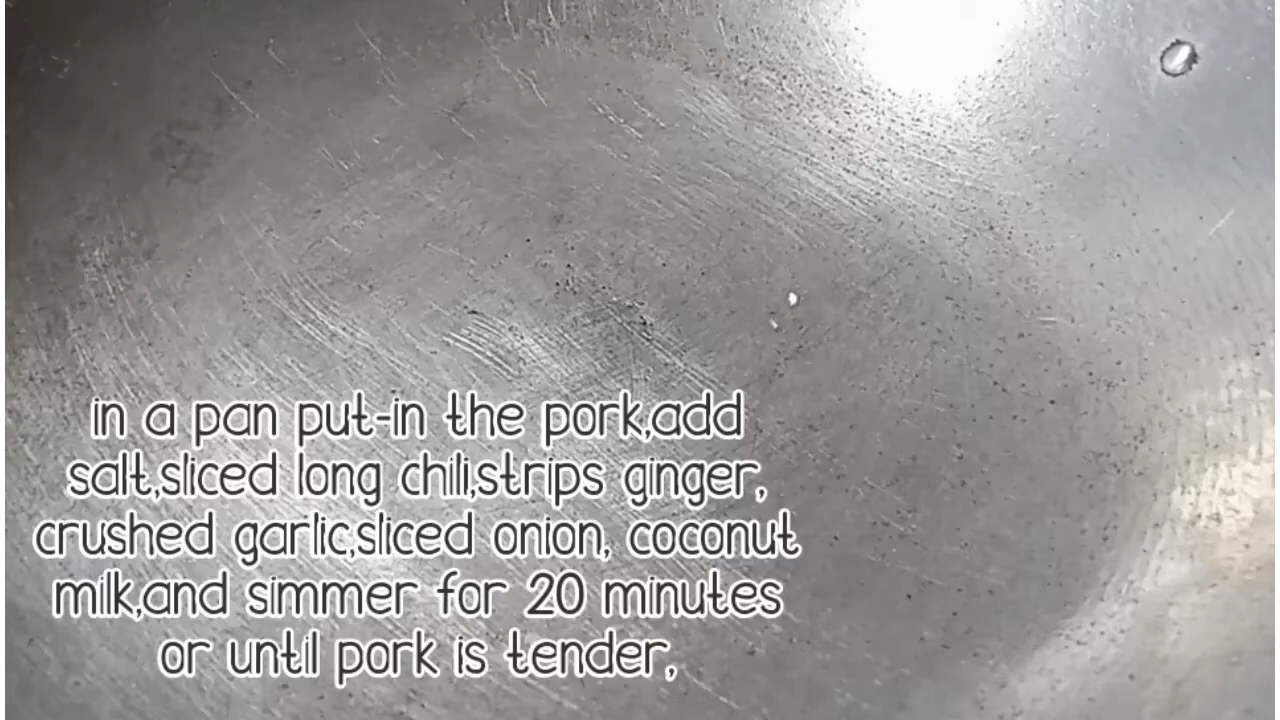 in a pan put-in the pork,add
salt,sliced long chili,strips ginger,
crushed garlic,sliced onion, coconut
milk,and simmer for 20 minutes
or until pork is tender,